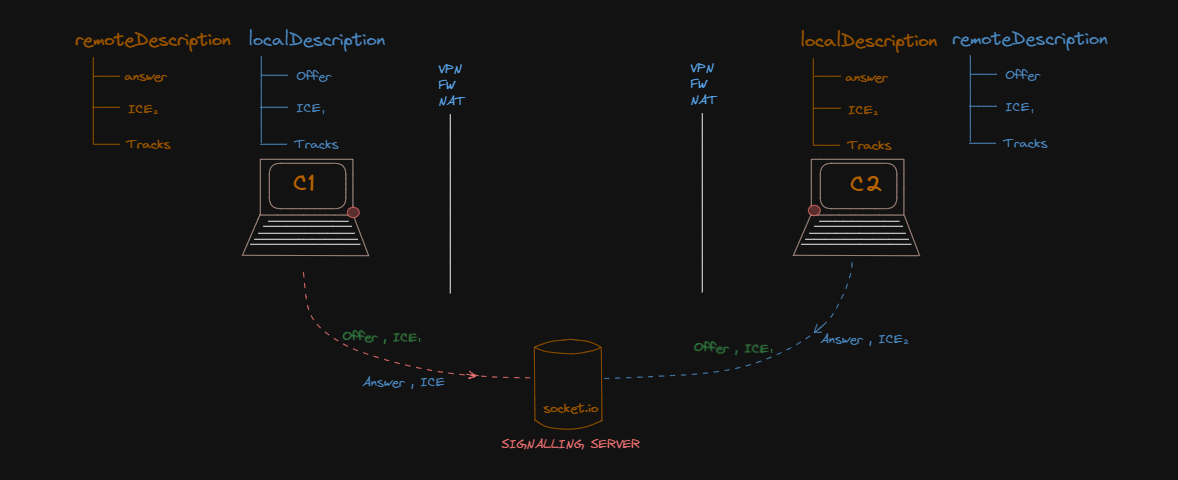 remoteDescription
answer
ICE₂
Tracks
localDescription
Offer
ICE₁
Tracks
VPN
FW
NAT
VPN
FW
NAT
localDescription
answer
ICE₂
Tracks
remoteDescription
Offer
ICE₁
Tracks
C1
C2
Offer , ICE₁
Answer , ICE
Offer , ICE₁
Answer , ICE₂
socket.io
SIGNALLING SERVER